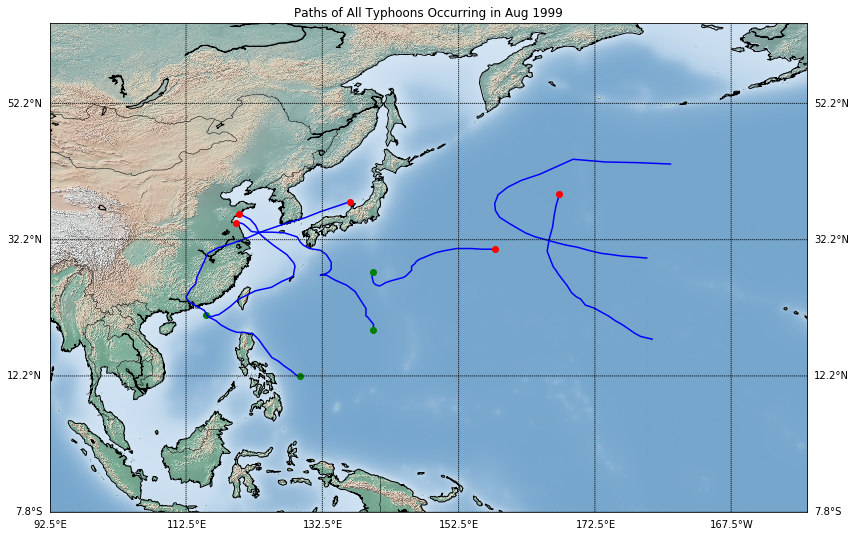 Paths of All Typhoons Occurring in Aug 1999
52.2°N 52.2°N
32.2°N 32.2°N
12.2°N 12.2°N
7.8°S 7.8°S
92.5°E 112.5°E 132.5°E 152.5°E 172.5°E 167.5°W